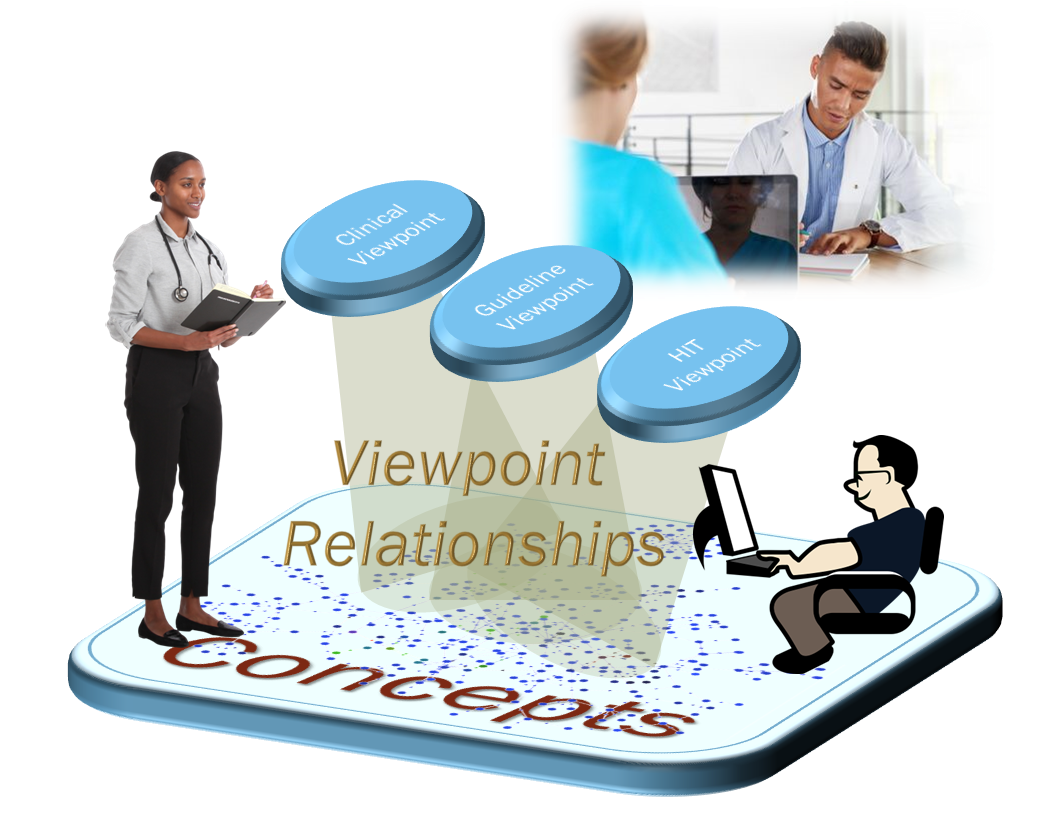 Clinical
Viewpoint
Guideline
Viewpoint
HIT
Viewpoint
Viewpoint
Relationships
Concepts